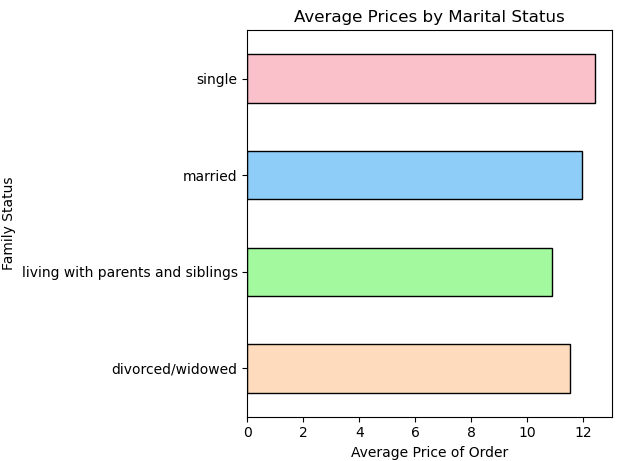 Average Prices by Marital Status
Family Status
single
married
living with parents and siblings
divorced/widowed
0 2 4 6 8 10 12
Average Price of Order